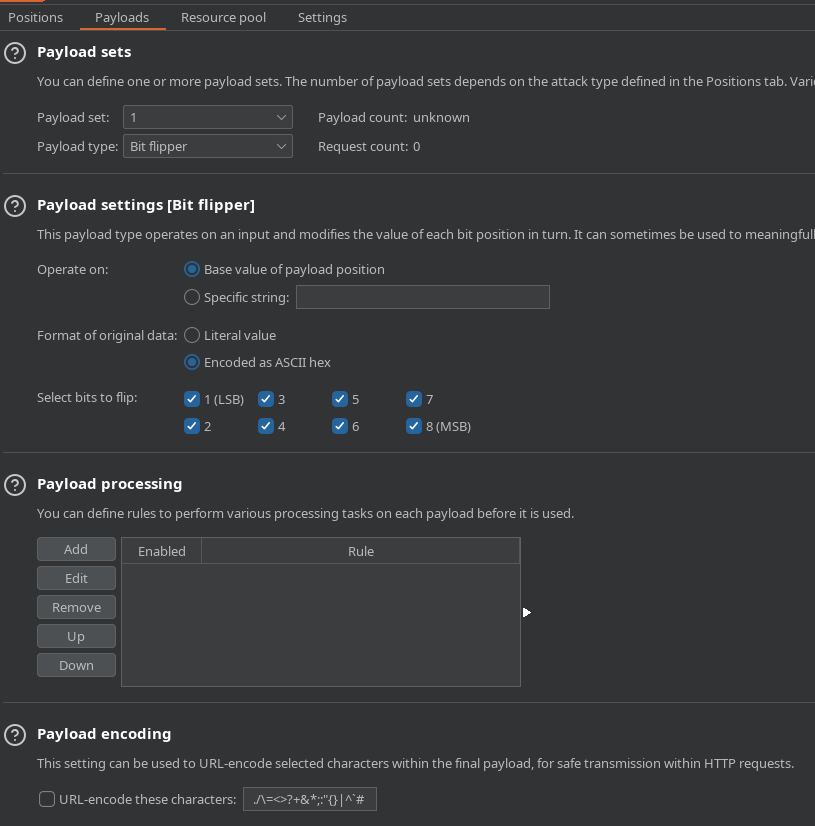 Positions Payloads Resource pool Settings
? Payload sets
You can define one or more payload sets. The number of payload sets depends on the attack type defined in the Positions tab. Vari
Payload set: 1 Payload count: unknown
Payload type: Bit flipper Request count: 0
? Payload settings [Bit flipper]
This payload type operates on an input and modifies the value of each bit position in turn. It can sometimes be used to meaningful
Operate on: Base value of payload position
Specific string:
Format of original data: Literal value
Encoded as ASCII hex
Select bits to flip: 1 (LSB) 3 5 7
2 4 6 8 (MSB)
? Payload processing
You can define rules to perform various processing tasks on each payload before it is used.
Add Enabled Rule
Edit
Remove
Up
Down
? Payload encoding
This setting can be used to URL-encode selected characters within the final payload, for safe transmission within HTTP requests.
URL-encode these characters: ./\=<>?+&*;:"{}|^`#